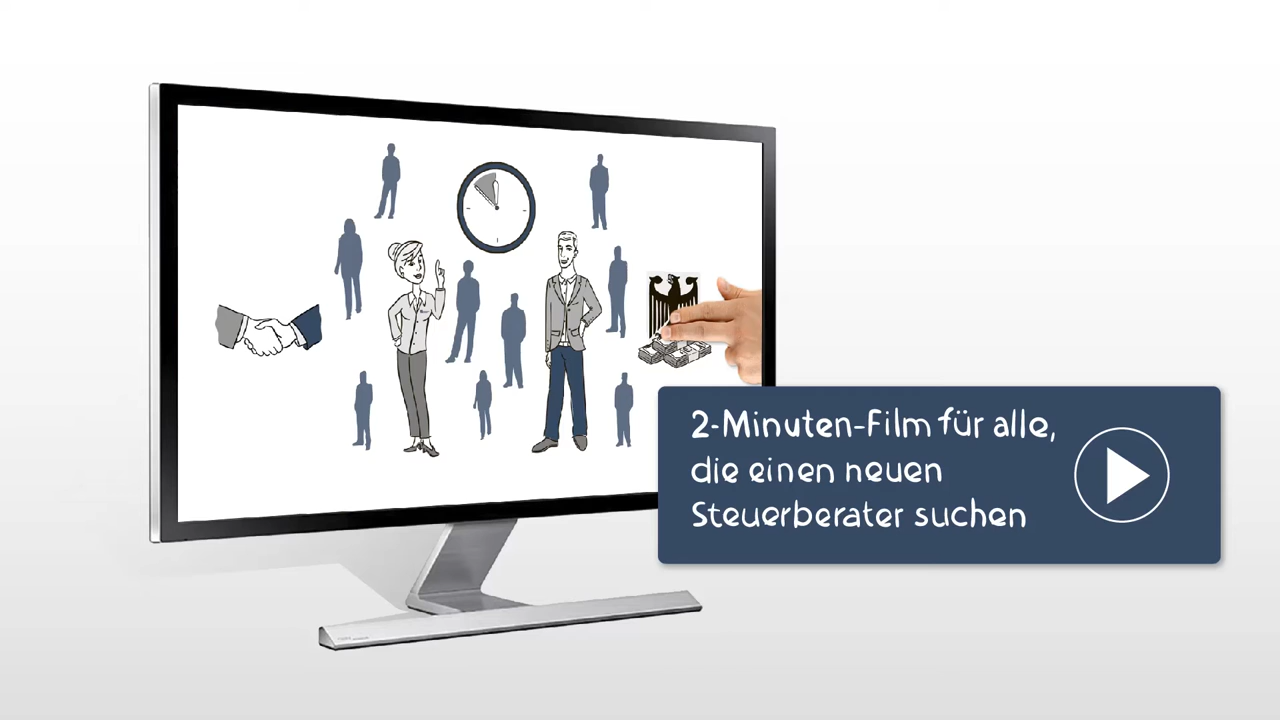 2-Minuten-Film für alle,
die einen neuen
Steuerberater suchen